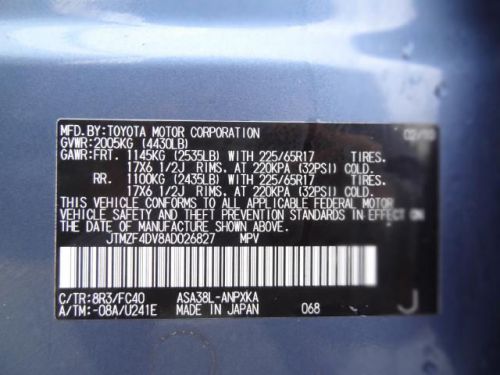 MFD.BY:TOYOTA MOTOR CORPORATION
GVWR:2005KG (4430LB)
GAWR:FRT. 1145KG (2535LB) WITH 225/65R17 TIRES.
17X6 1/2J RIMS. AT 220KPA (32PSI) COLD.
RR. 1100KG (2435LB) WITH 225/65R17 TIRES.
17X6 1/2J RIMS. AT 220KPA (32PSI) COLD.
THIS VEHICLE CONFORMS TO ALL APPLICABLE FEDERAL MOTOR
VEHICLE SAFETY AND THEFT PREVENTION STANDARDS IN EFFECT
ON THE DATE OF MANUFACTURE SHOWN ABOVE.
JTMZF4DV8AD026827 MPV
C/TR:8R3/FC40 ASA38L-ANPXKA
A/TM:-08A/U241E MADE IN JAPAN 068
J